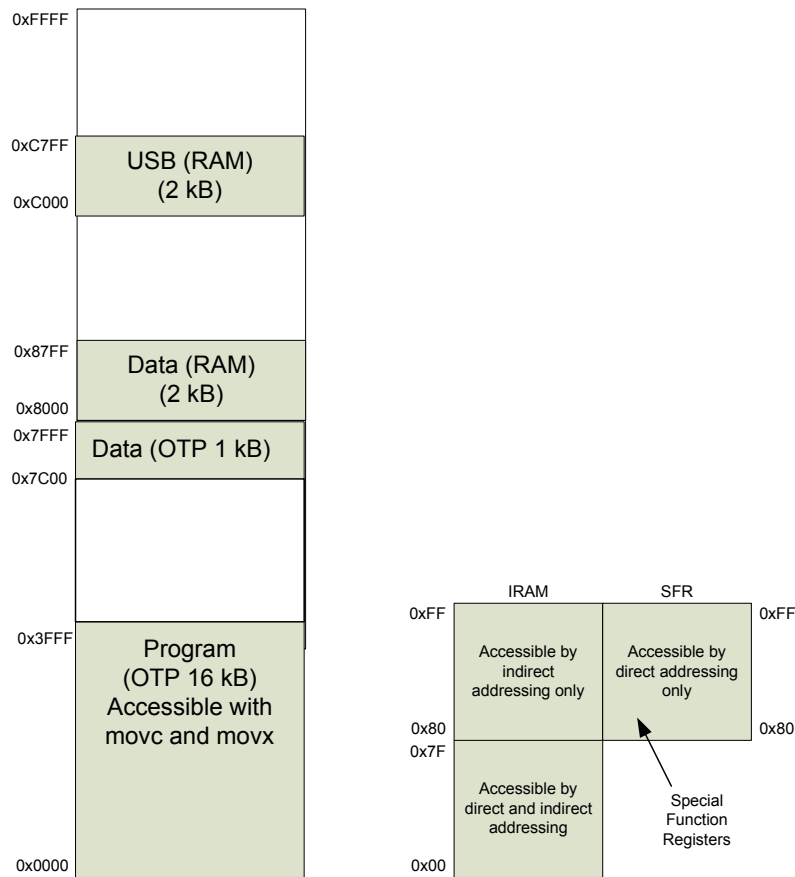 0xFFFF
0xC7FF
USB (RAM)
(2 kB)
0xC000
0x87FF
Data (RAM)
(2 kB)
0x8000
0x7FFF
Data (OTP 1 kB)
0x7C00
0x3FFF
Program
(OTP 16 kB)
Accessible with
movc and movx
0x0000
IRAM
SFR
0xFF
0xFF
Accessible by
indirect
addressing only
Accessible by
direct addressing
only
0x80
0x80
0x7F
Accessible by
direct and indirect
addressing
Special
Function
Registers
0x00